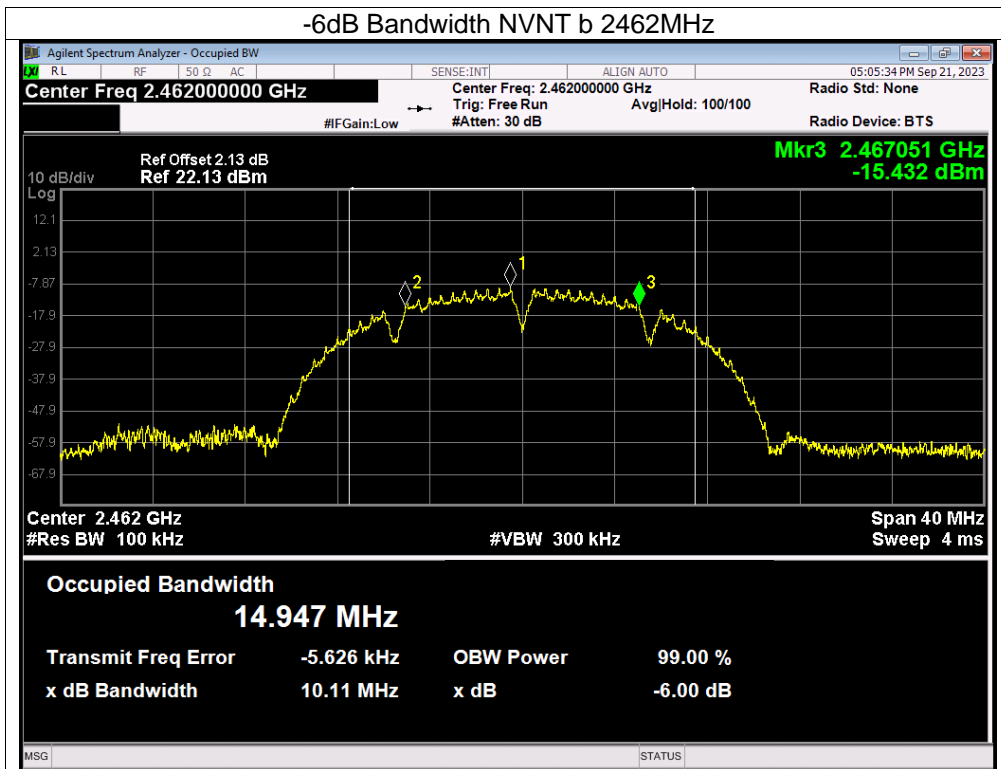 -6dB Bandwidth NVNT b 2462MHz
Agilent Spectrum Analyzer - Occupied BW
LXI RL RF 50 Ω AC SENSE:INT ALIGN AUTO 05:05:34 PM Sep 21, 2023
Center Freq 2.462000000 GHz Center Freq: 2.462000000 GHz Radio Std: None
Trig: Free Run Avg|Hold: 100/100
#IFGain:Low #Atten: 30 dB Radio Device: BTS
Mkr3 2.467051 GHz
-15.432 dBm
Ref Offset 2.13 dB
10 dB/div Ref 22.13 dBm
Log
12.1
2.13
-7.87
-17.9
-27.9
-37.9
-47.9
-57.9
-67.9
1
2
3
Center 2.462 GHz Span 40 MHz
#Res BW 100 kHz #VBW 300 kHz Sweep 4 ms
Occupied Bandwidth
14.947 MHz
Transmit Freq Error -5.626 kHz OBW Power 99.00 %
x dB Bandwidth 10.11 MHz x dB -6.00 dB
MSG STATUS